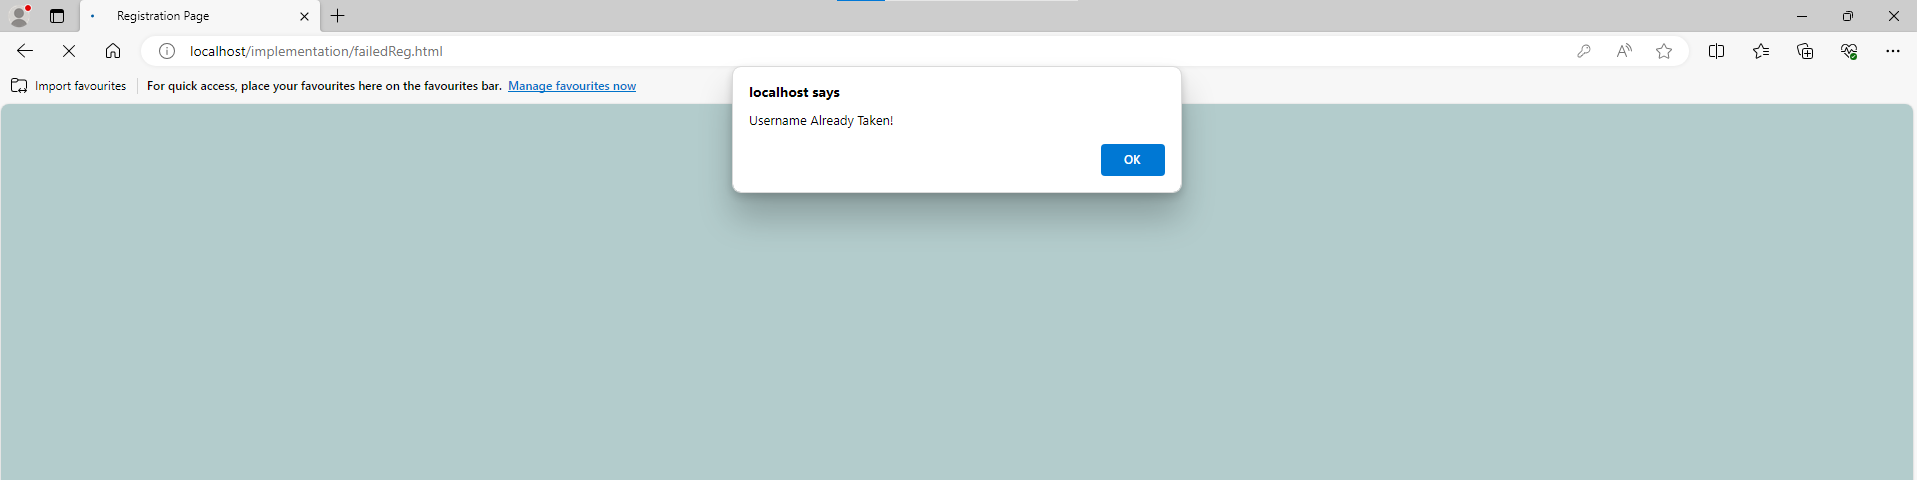 Registration Page
localhost/implementation/failedReg.html
Import favourites
For quick access, place your favourites here on the favourites bar. Manage favourites now
localhost says
Username Already Taken!
OK